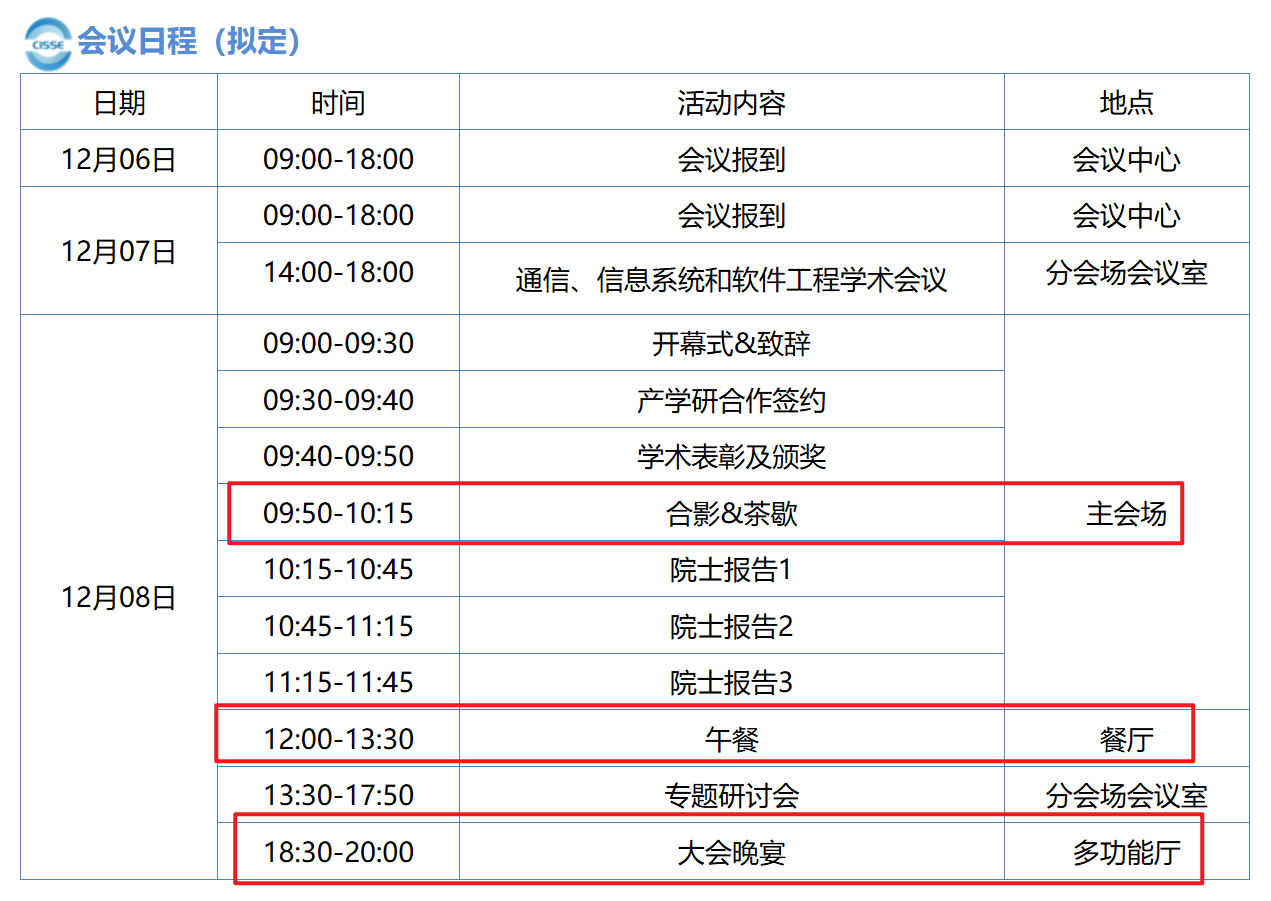 CISSE 会议日程（拟定）
日期 时间 活动内容 地点
12月06日 09:00-18:00 会议报到 会议中心
12月07日 09:00-18:00 会议报到 会议中心
14:00-18:00 通信、信息系统和软件工程学术会议 分会场会议室
12月08日 09:00-09:30 开幕式&致辞 主会场
09:30-09:40 产学研合作签约
09:40-09:50 学术表彰及颁奖
09:50-10:15 合影&茶歇
10:15-10:45 院士报告1
10:45-11:15 院士报告2
11:15-11:45 院士报告3
12:00-13:30 午餐 餐厅
13:30-17:50 专题研讨会 分会场会议室
18:30-20:00 大会晚宴 多功能厅